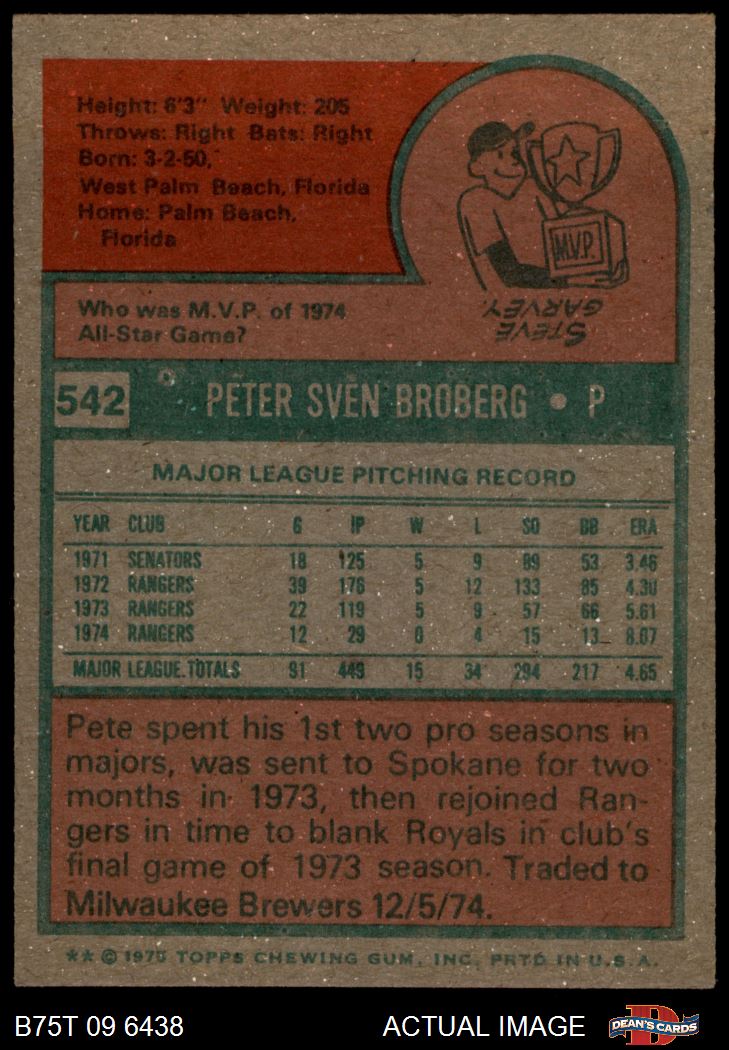 Height: 6'3" Weight: 205
Throws: Right Bats: Right
Born: 3-2-50,
West Palm Beach, Florida
Home: Palm Beach,
Florida
M.V.P.
STEVE
GARVEY.
Who was M.V.P. of 1974
All-Star Game?
542 PETER SVEN BROBERG • P
MAJOR LEAGUE PITCHING RECORD
YEAR CLUB G IP W L SO BB ERA
1971 SENATORS 18 125 5 9 89 53 3.46
1972 RANGERS 39 176 5 12 133 85 4.30
1973 RANGERS 22 119 5 9 57 66 5.61
1974 RANGERS 12 29 0 4 15 13 8.07
MAJOR LEAGUE TOTALS 91 449 15 34 294 217 4.65
Pete spent his 1st two pro seasons in
majors, was sent to Spokane for two
months in 1973, then rejoined Ran-
gers in time to blank Royals in club's
final game of 1973 season. Traded to
Milwaukee Brewers 12/5/74.
** © 1975 TOPPS CHEWING GUM, INC. PRTD IN U.S.A.
B75T 09 6438 ACTUAL IMAGE DEAN'S CARDS